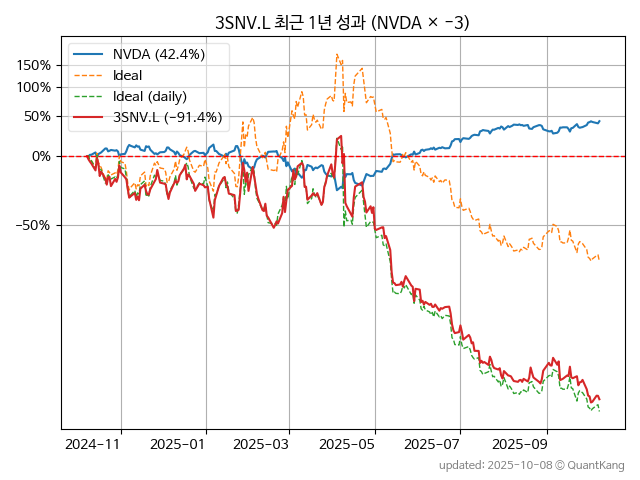 3SNV.L 최근 1년 성과 (NVDA × −3)
NVDA (42.4%)
Ideal
Ideal (daily)
3SNV.L (−91.4%)
150%
100%
50%
0%
−50%
2024−11
2025−01
2025−03
2025−05
2025−07
2025−09
updated: 2025-10-08 © QuantKang